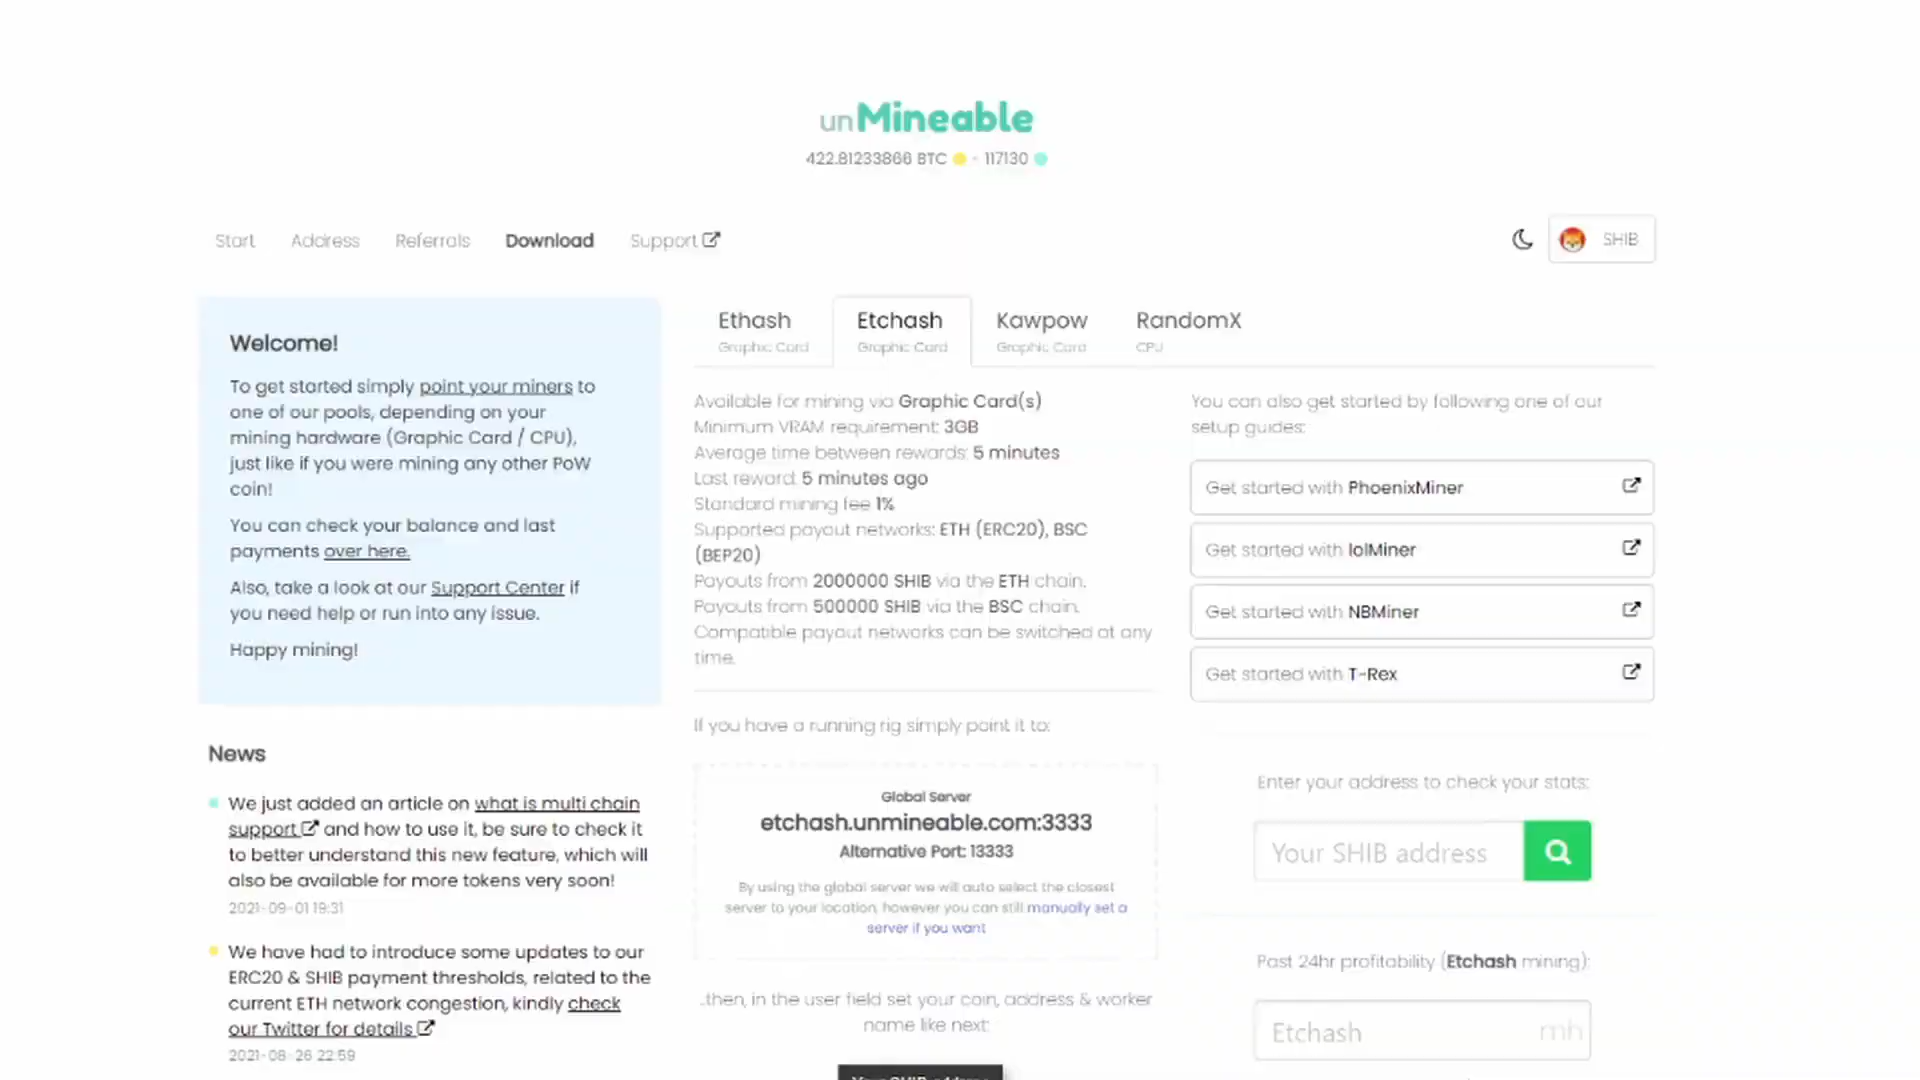 unMineable
422.81233866 BTC - 117130
Start Address Referrals Download Support
SHIB
Welcome!
To get started simply point your miners to
one of our pools, depending on your
mining hardware (Graphic Card / CPU),
just like if you were mining any other PoW
coin!
You can check your balance and last
payments over here.
Also, take a look at our Support Center if
you need help or run into any issue.
Happy mining!
News
We just added an article on what is multi chain
support and how to use it, be sure to check it
to better understand this new feature, which will
also be available for more tokens very soon!
2021-09-01 19:31
We have had to introduce some updates to our
ERC20 & SHIB payment thresholds, related to the
current ETH network congestion, kindly check
our Twitter for details
2021-08-26 22:59
Ethash
Graphic Card
Etchash
Graphic Card
Kawpow
Graphic Card
RandomX
CPU
Available for mining via Graphic Card(s)
Minimum VRAM requirement: 3GB
Average time between rewards: 5 minutes
Last reward: 5 minutes ago
Standard mining fee 1%
Supported payout networks: ETH (ERC20), BSC
(BEP20)
Payouts from 2000000 SHIB via the ETH chain.
Payouts from 500000 SHIB via the BSC chain.
Compatible payout networks can be switched at any
time.
If you have a running rig simply point it to:
Global Server
etchash.unmineable.com:3333
Alternative Port: 13333
By using the global server we will auto select the closest
server to your location, however you can still manually set a
server if you want
..then, in the user field set your coin, address & worker
name like next:
You can also get started by following one of our
setup guides:
Get started with PhoenixMiner
Get started with lolMiner
Get started with NBMiner
Get started with T-Rex
Enter your address to check your stats:
Your SHIB address
Past 24hr profitability (Etchash mining):
Etchash mh